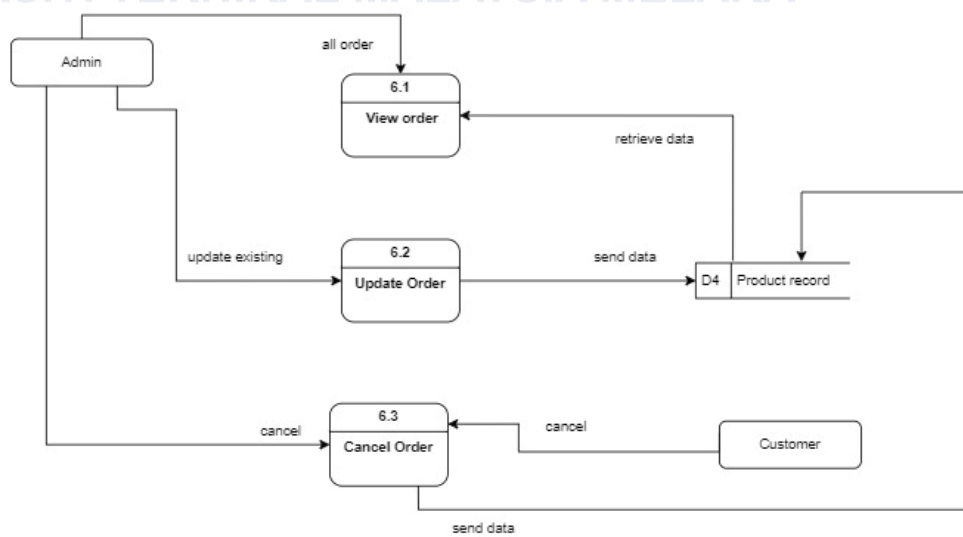 Admin
all order
6.1
View order
retrieve data
6.2
Update Order
update existing
send data
D4 Product record
6.3
Cancel Order
cancel
cancel
Customer
send data